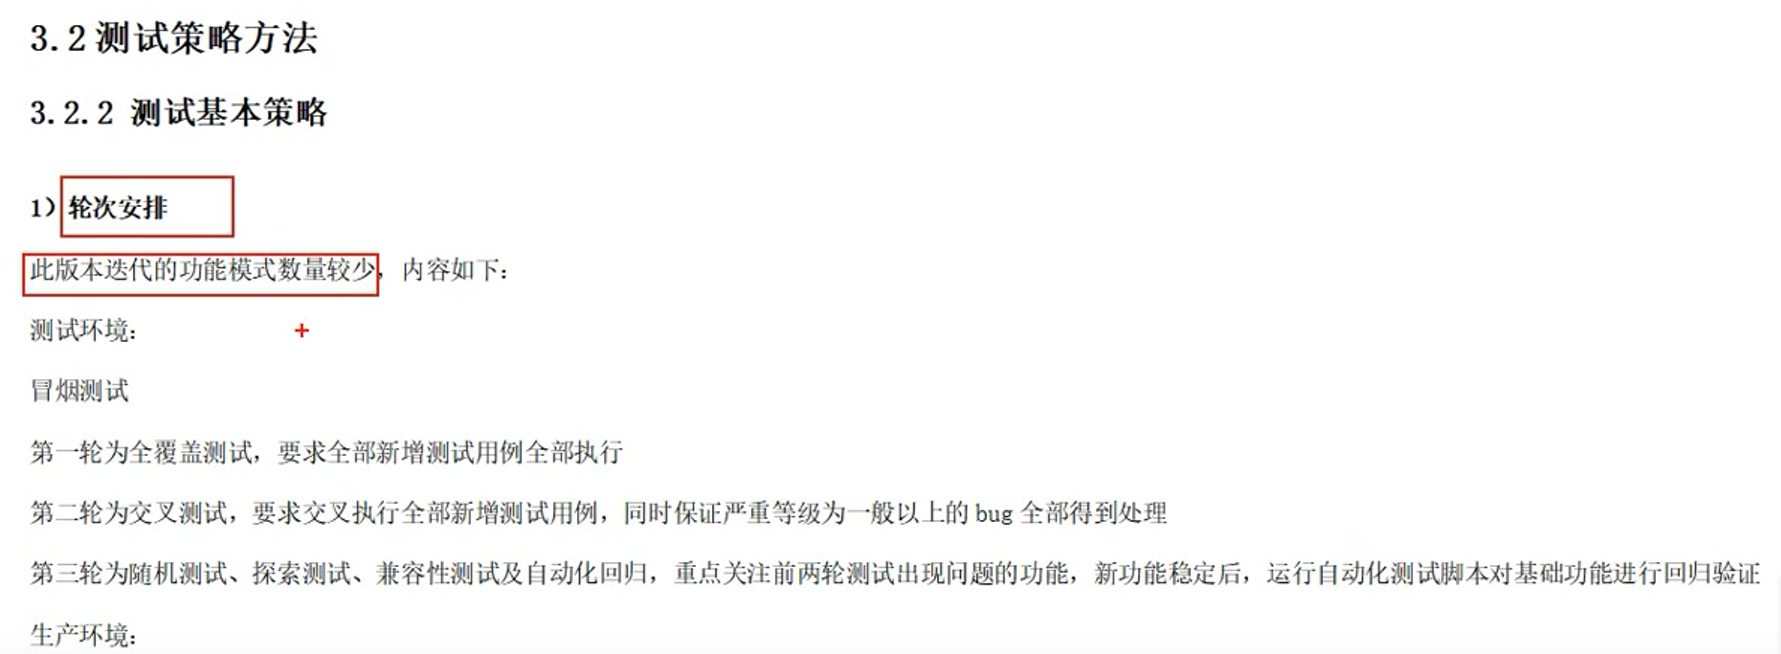 3.2测试策略方法
3.2.2 测试基本策略
1）轮次安排
此版本迭代的功能模式数量较少，内容如下：
测试环境：
冒烟测试
第一轮为全覆盖测试，要求全部新增测试用例全部执行
第二轮为交叉测试，要求交叉执行全部新增测试用例，同时保证严重等级为一般以上的 bug 全部得到处理
第三轮为随机测试、探索测试、兼容性测试及自动化回归，重点关注前两轮测试出现问题的功能，新功能稳定后，运行自动化测试脚本对基础功能进行回归验证
生产环境：